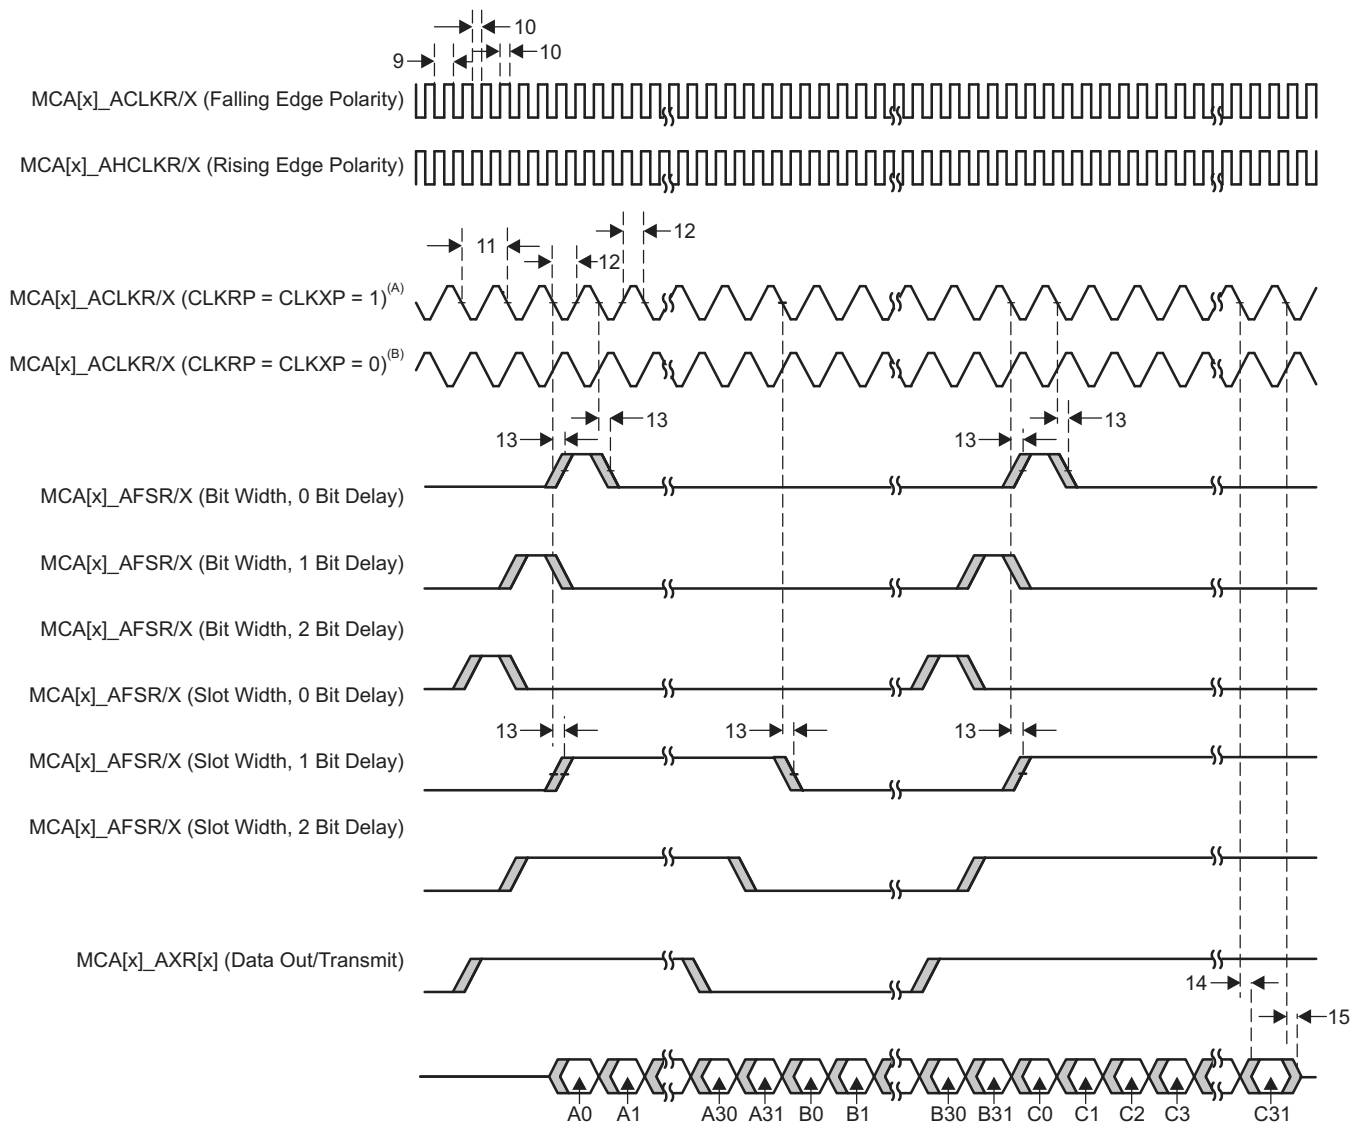 10
9
10
MCA[x]_ACLKR/X (Falling Edge Polarity)
MCA[x]_AHCLKR/X (Rising Edge Polarity)
12
11
12
MCA[x]_ACLKR/X (CLKRP = CLKXP = 1)(A)
MCA[x]_ACLKR/X (CLKRP = CLKXP = 0)(B)
13 13
13 13
MCA[x]_AFSR/X (Bit Width, 0 Bit Delay)
MCA[x]_AFSR/X (Bit Width, 1 Bit Delay)
MCA[x]_AFSR/X (Bit Width, 2 Bit Delay)
MCA[x]_AFSR/X (Slot Width, 0 Bit Delay)
13 13 13
MCA[x]_AFSR/X (Slot Width, 1 Bit Delay)
MCA[x]_AFSR/X (Slot Width, 2 Bit Delay)
MCA[x]_AXR[x] (Data Out/Transmit)
14
15
A0 A1 A30 A31 B0 B1 B30 B31 C0 C1 C2 C3 C31